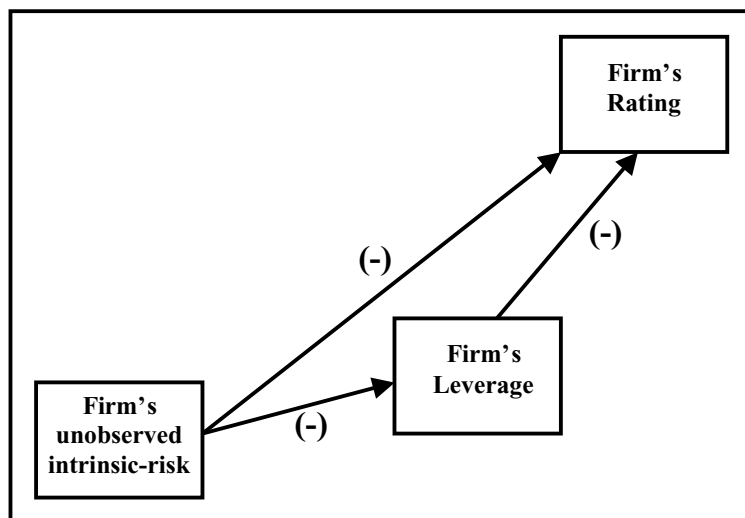 Firm's
Rating
(-)
(-)
Firm's
Leverage
Firm's
unobserved
intrinsic-risk
(-)